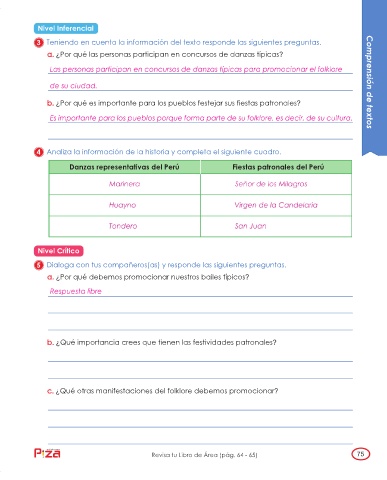 Nivel Inferencial
3 Teniendo en cuenta la información del texto responde las siguientes preguntas.
a. ¿Por qué las personas participan en concursos de danzas típicas?
Las personas participan en concursos de danzas típicas para promocionar el folklore
de su ciudad.
b. ¿Por qué es importante para los pueblos festejar sus fiestas patronales?
Es importante para los pueblos porque forma parte de su folklore, es decir, de su cultura.
4 Analiza la información de la historia y completa el siguiente cuadro.
Danzas representativas del Perú Fiestas patronales del Perú
Marinera Señor de los Milagros
Huayno Virgen de la Candelaria
Tondero San Juan
Nivel Crítico
5 Dialoga con tus compañeros(as) y responde las siguientes preguntas.
a. ¿Por qué debemos promocionar nuestros bailes típicos?
Respuesta libre
b. ¿Qué importancia crees que tienen las festividades patronales?
c. ¿Qué otras manifestaciones del folklore debemos promocionar?
Comprensión de textos
Pιzα
Revisa tu Libro de Área (pág. 64 - 65)
75